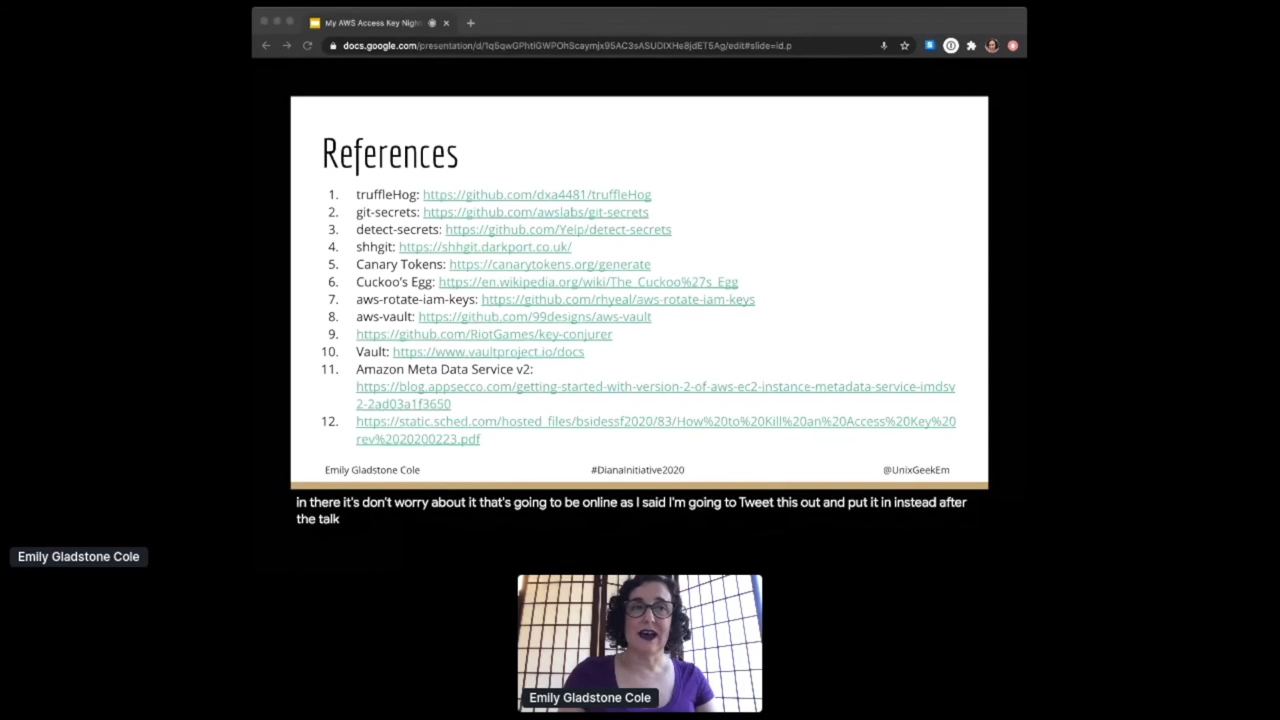 My AWS Access Key Nigh
docs.google.com/presentation/d/1q5qwGPhtlGWPOhScaymjx95AC3sASUDIXHe8jdET5Ag/edit#slide=id.p
References
1. truffleHog: https://github.com/dxa4481/truffleHog
2. git-secrets: https://github.com/awslabs/git-secrets
3. detect-secrets: https://github.com/Yelp/detect-secrets
4. shhgit: https://shhgit.darkport.co.uk/
5. Canary Tokens: https://canarytokens.org/generate
6. Cuckoo's Egg: https://en.wikipedia.org/wiki/The_Cuckoo%27s_Egg
7. aws-rotate-iam-keys: https://github.com/rhyeal/aws-rotate-iam-keys
8. aws-vault: https://github.com/99designs/aws-vault
9. https://github.com/RiotGames/key-conjurer
10. Vault: https://www.vaultproject.io/docs
11. Amazon Meta Data Service v2:
https://blog.appsecco.com/getting-started-with-version-2-of-aws-ec2-instance-metadata-service-imdsv
2-2ad03a1f3650
12. https://static.sched.com/hosted_files/bsidessf2020/83/How%20to%20Kill%20an%20Access%20Key%20
rev%2020200223.pdf
Emily Gladstone Cole #DianaInitiative2020 @UnixGeekEm
in there it's don't worry about it that's going to be online as I said I'm going to Tweet this out and put it in instead after
the talk
Emily Gladstone Cole
Emily Gladstone Cole